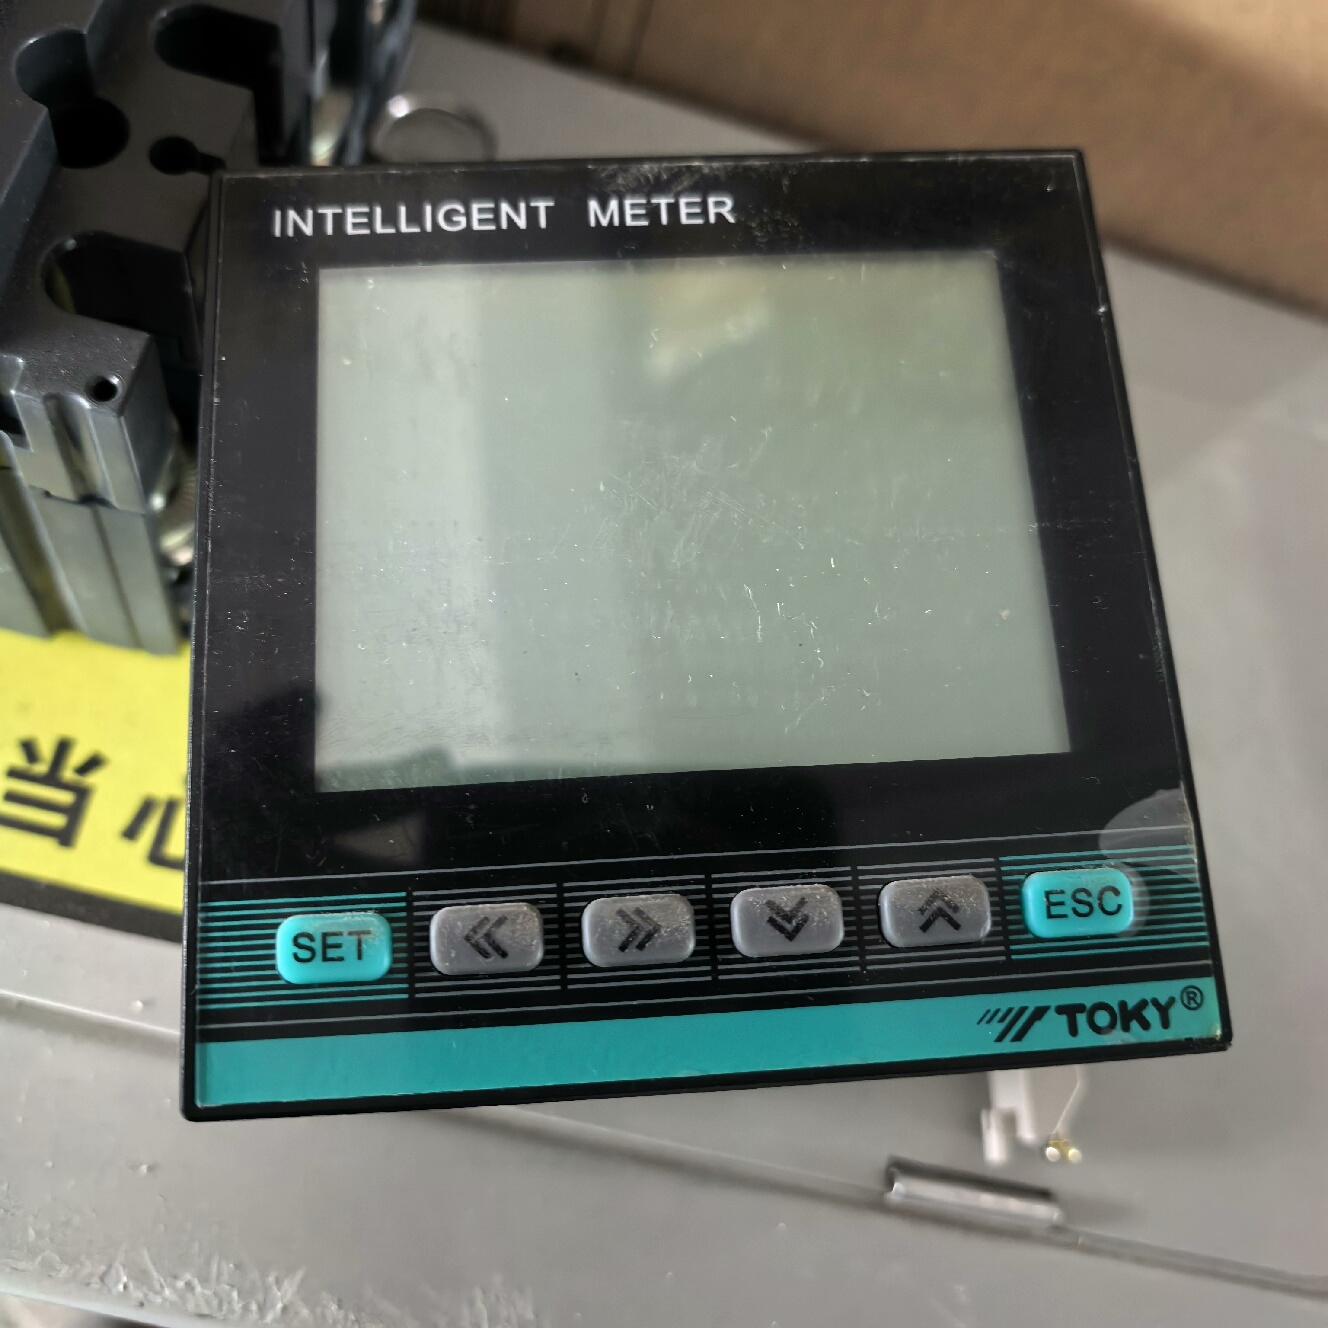 INTELLIGENT METER
当心
SET
ESC
TOKY®